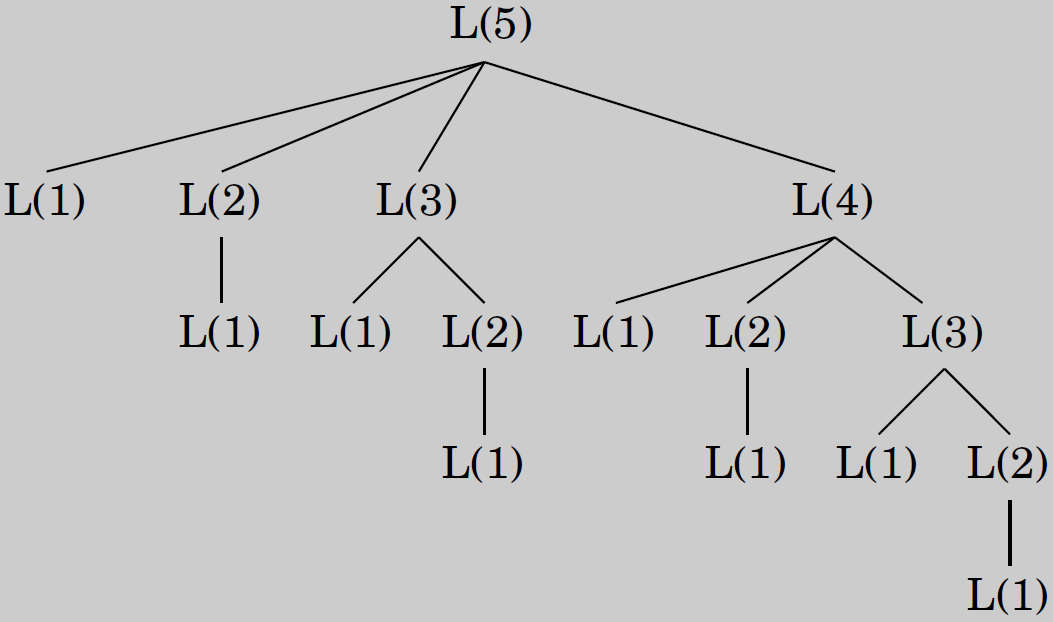 L(5)
L(1) L(2) L(3) L(4)
L(1) L(1) L(2) L(1) L(2) L(3)
L(1) L(1) L(1) L(2)
L(1)